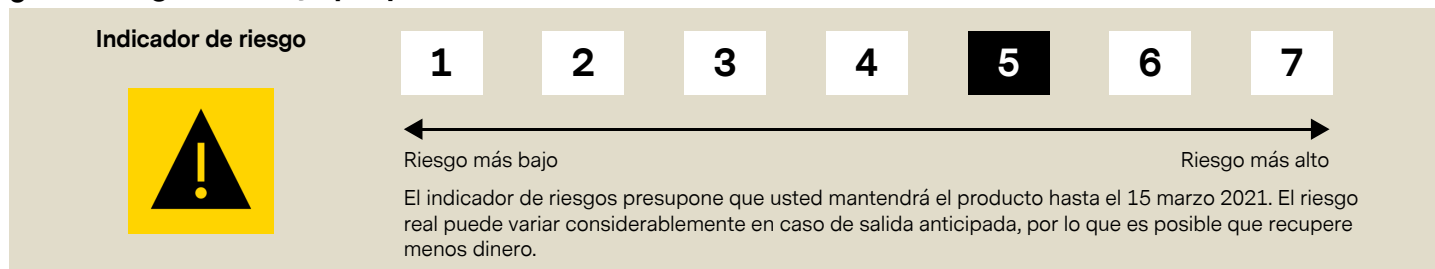 Indicador de riesgo
1 2 3 4 5 6 7
Riesgo más bajo Riesgo más alto
El indicador de riesgos presupone que usted mantendrá el producto hasta el 15 marzo 2021. El riesgo
real puede variar considerablemente en caso de salida anticipada, por lo que es posible que recupere
menos dinero.